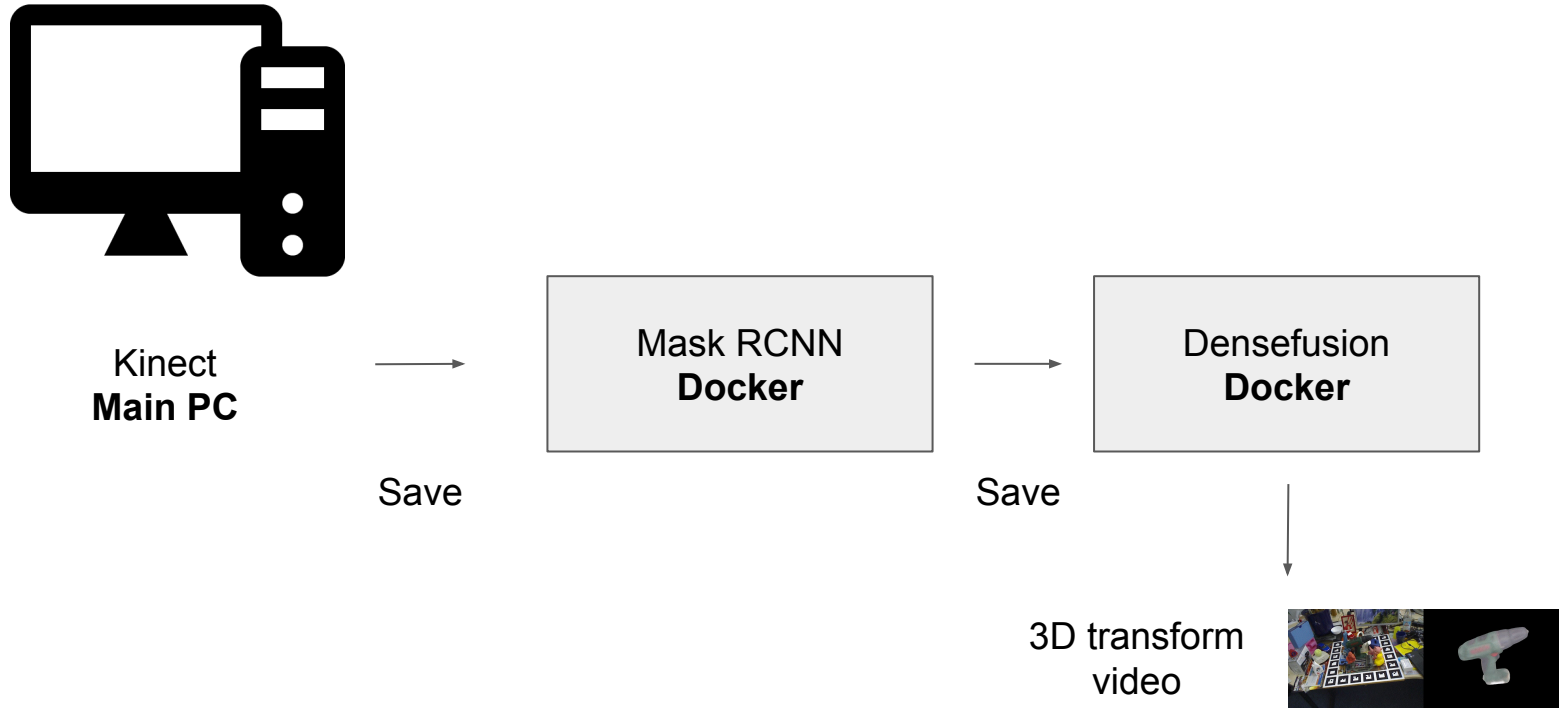 Kinect
Main PC
Mask RCNN
Docker
Densefusion
Docker
Save
Save
3D transform
video